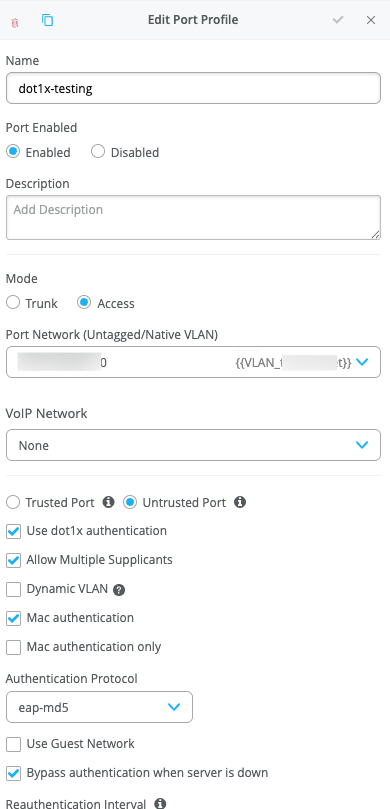 Edit Port Profile
Name
dot1x-testing
Port Enabled
Enabled Disabled
Description
Add Description
Mode
Trunk Access
Port Network (Untagged/Native VLAN)
0 {{VLAN_ t}}
VoIP Network
None
Trusted Port Untrusted Port
Use dot1x authentication
Allow Multiple Supplicants
Dynamic VLAN
Mac authentication
Mac authentication only
Authentication Protocol
eap-md5
Use Guest Network
Bypass authentication when server is down
Reauthentication Interval